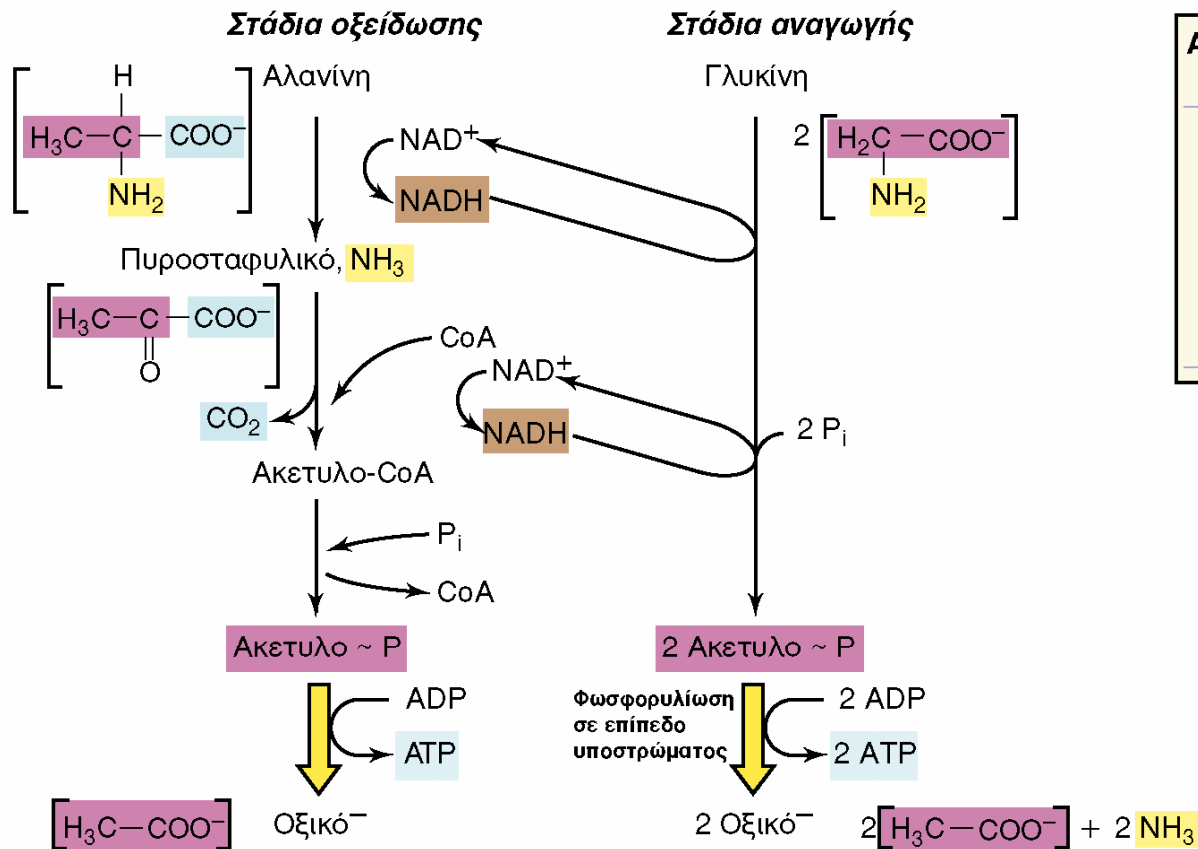 Στάδια οξείδωσης
Στάδια αναγωγής
Α
H
Αλανίνη
Γλυκίνη
H₃C—C—COO⁻
NH₂
NAD⁺
NADH
2 H₂C—COO⁻
NH₂
Πυροσταφυλικό, NH₃
H₃C—C—COO⁻
O
CoA
NAD⁺
NADH
CO₂
2 Pᵢ
Ακετυλο-CoA
Pᵢ
CoA
Ακετυλο ~ P
2 Ακετυλο ~ P
ADP
ATP
Φωσφορυλίωση
σε επίπεδο
υποστρώματος
2 ADP
2 ATP
[H₃C—COO⁻] Οξικό⁻
2 Οξικό⁻ 2[H₃C—COO⁻] + 2 NH₃